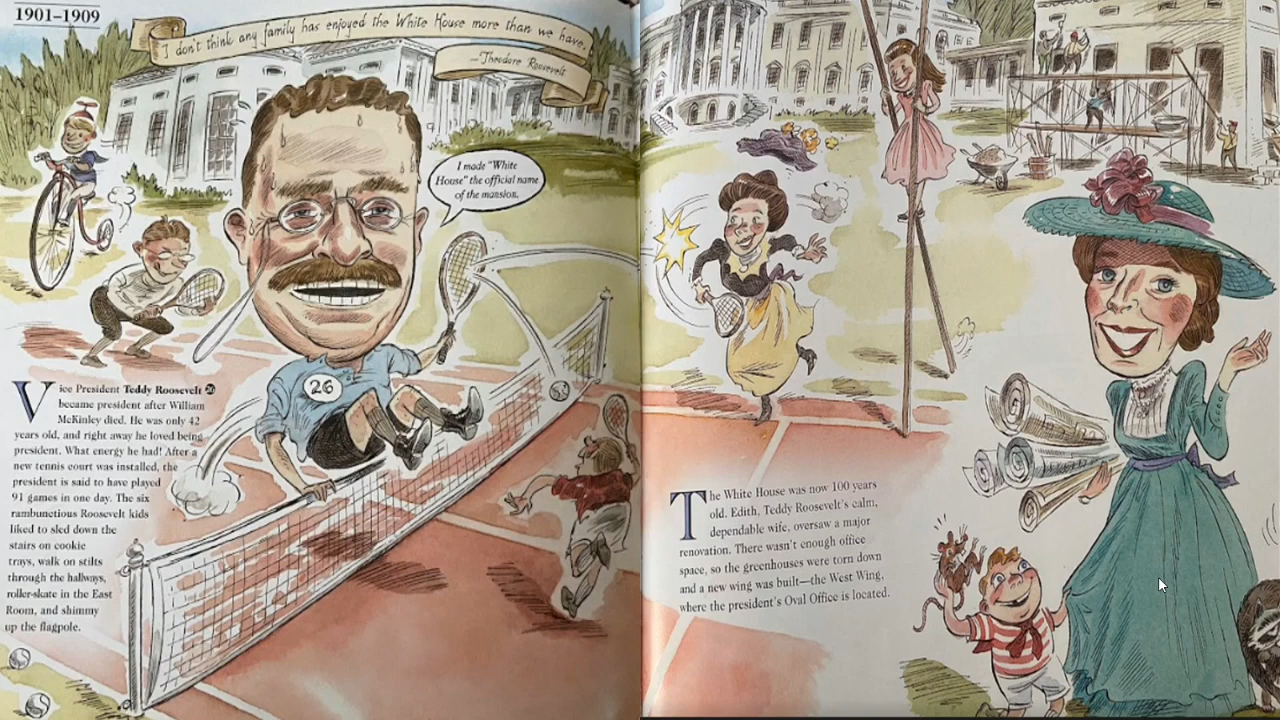 1901–1909
I don't think any family has enjoyed the White House more than we have.
—Theodore Roosevelt
I made "White
House" the official name
of the mansion.
26
Vice President Teddy Roosevelt 26
became president after William
McKinley died. He was only 42
years old, and right away he loved being
president. What energy he had! After a
new tennis court was installed, the
president is said to have played
91 games in one day. The six
rambunctious Roosevelt kids
liked to sled down the
stairs on cookie
trays, walk on stilts
through the hallways,
roller-skate in the East
Room, and shimmy
up the flagpole.
The White House was now 100 years
old. Edith, Teddy Roosevelt's calm,
dependable wife, oversaw a major
renovation. There wasn't enough office
space, so the greenhouses were torn down
and a new wing was built—the West Wing,
where the president's Oval Office is located.